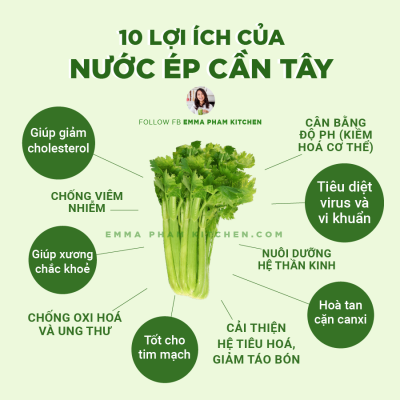 10 LỢI ÍCH CỦA
NƯỚC ÉP CẦN TÂY
FOLLOW FB EMMA PHAM KITCHEN
Giúp giảm
cholesterol
CÂN BẰNG
ĐỘ PH (KIỀM
HOÁ CƠ THỂ)
CHỐNG VIÊM
NHIỄM
Tiêu diệt
virus và
vi khuẩn
EMMA PHAM KITCHEN.COM
Giúp xương
chắc khoẻ
NUÔI DƯỠNG
HỆ THẦN KINH
CHỐNG OXI HOÁ
VÀ UNG THƯ
Hoà tan
cặn canxi
Tốt cho
tim mạch
CẢI THIỆN
HỆ TIÊU HOÁ,
GIẢM TÁO BÓN